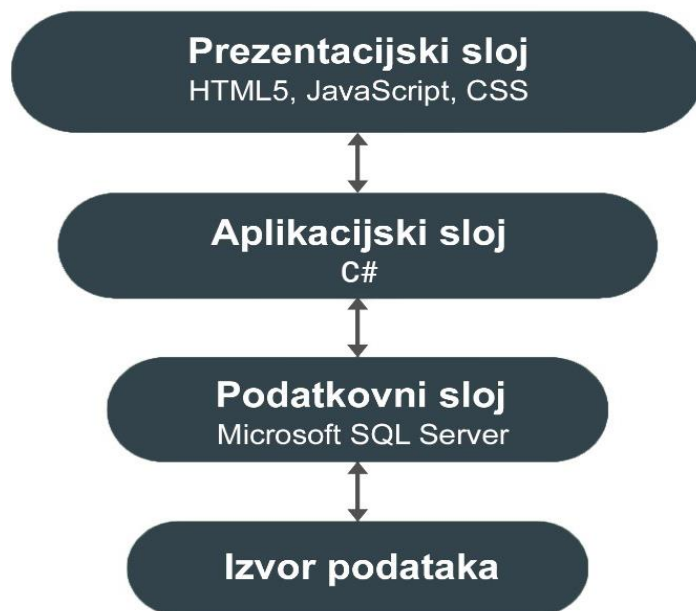 Prezentacijski sloj
HTML5, JavaScript, CSS
Aplikacijski sloj
C#
Podatkovni sloj
Microsoft SQL Server
Izvor podataka